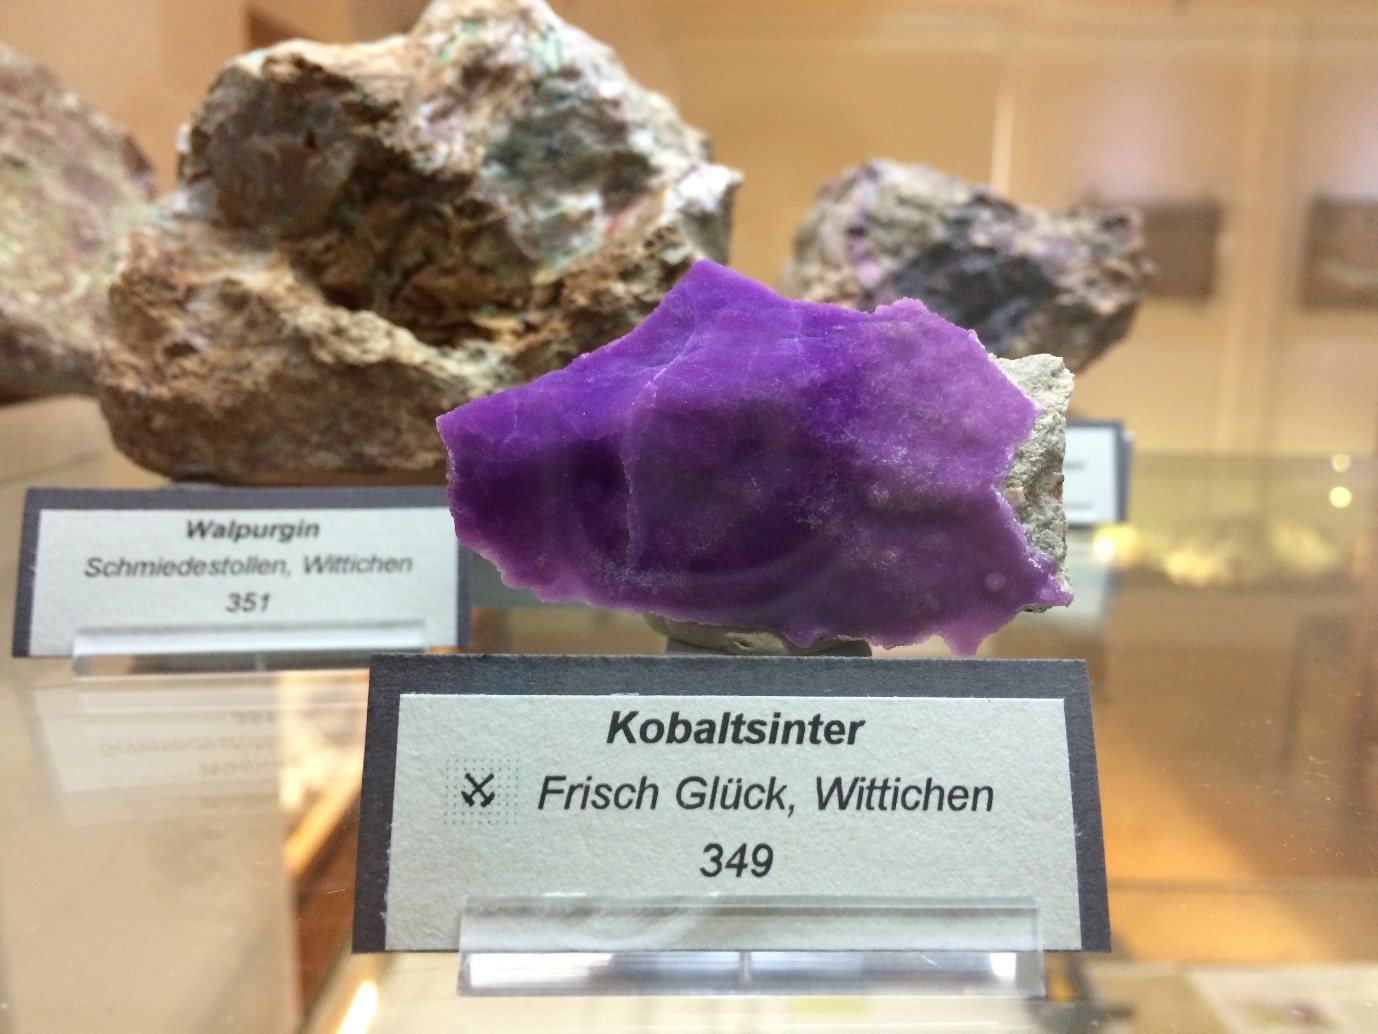 Walpurgin
Schmiedestollen, Wittichen
351
Kobaltsinter
Frisch Glück, Wittichen
349